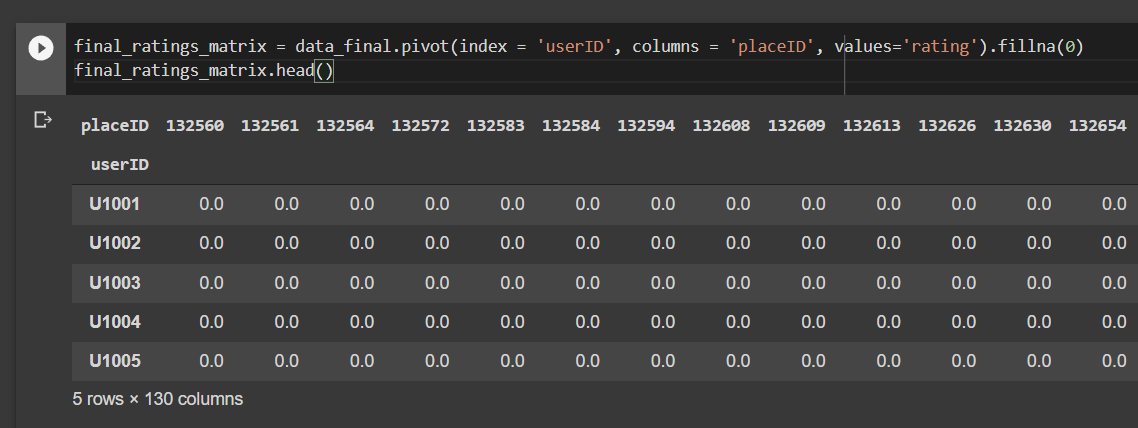 final_ratings_matrix = data_final.pivot(index = 'userID', columns = 'placeID', values='rating').fillna(0)
final_ratings_matrix.head()
placeID 132560 132561 132564 132572 132583 132584 132594 132608 132609 132613 132626 132630 132654
userID
U1001 0.0 0.0 0.0 0.0 0.0 0.0 0.0 0.0 0.0 0.0 0.0 0.0 0.0
U1002 0.0 0.0 0.0 0.0 0.0 0.0 0.0 0.0 0.0 0.0 0.0 0.0 0.0
U1003 0.0 0.0 0.0 0.0 0.0 0.0 0.0 0.0 0.0 0.0 0.0 0.0 0.0
U1004 0.0 0.0 0.0 0.0 0.0 0.0 0.0 0.0 0.0 0.0 0.0 0.0 0.0
U1005 0.0 0.0 0.0 0.0 0.0 0.0 0.0 0.0 0.0 0.0 0.0 0.0 0.0
5 rows × 130 columns